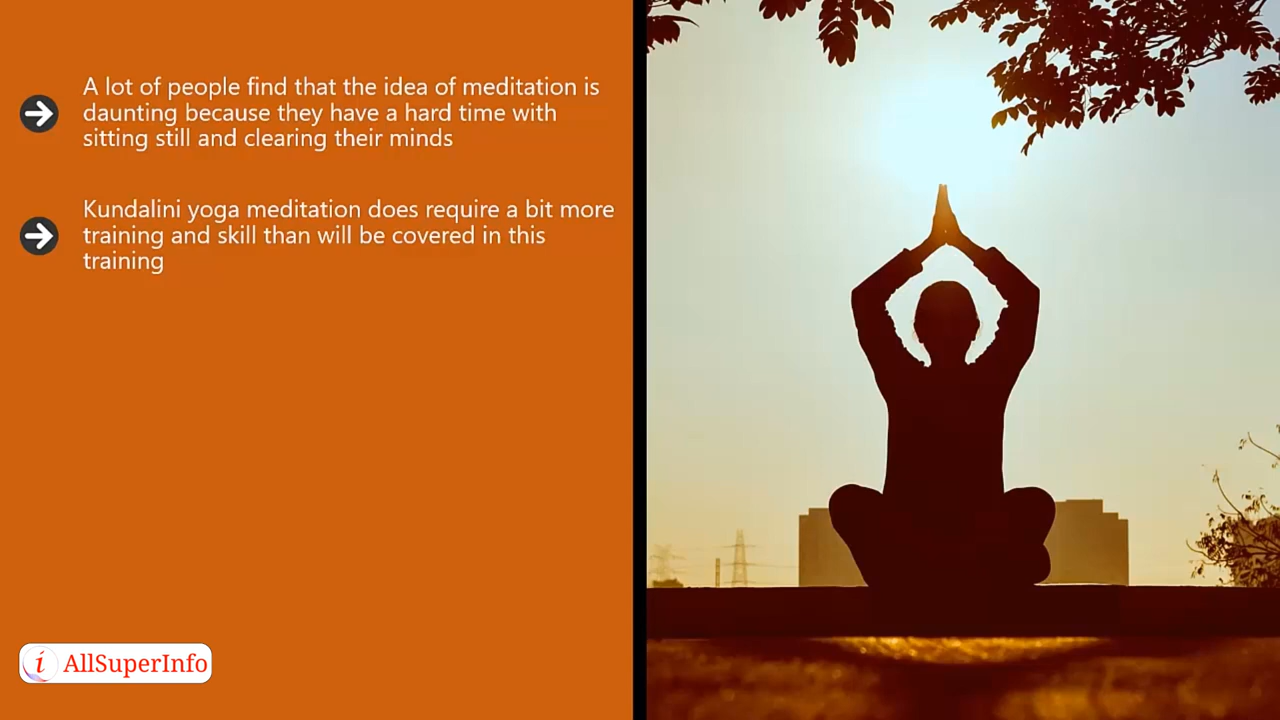 A lot of people find that the idea of meditation is
daunting because they have a hard time with
sitting still and clearing their minds
Kundalini yoga meditation does require a bit more
training and skill than will be covered in this
training
i AllSuperInfo